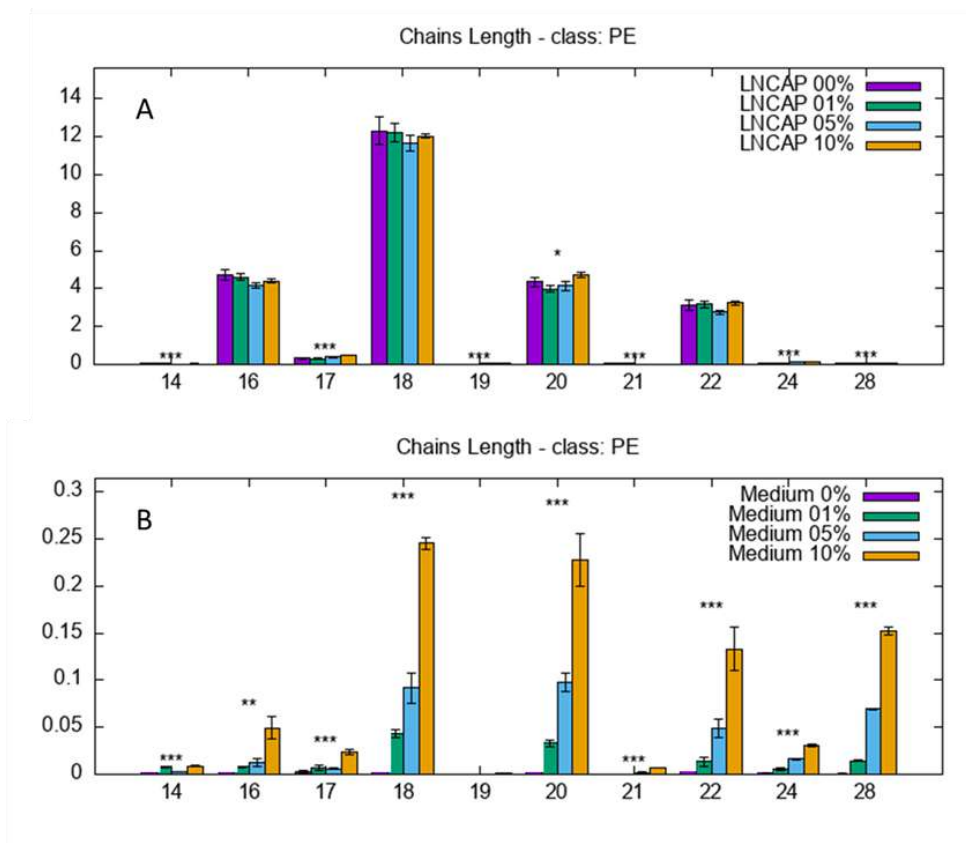 Chains Length - class: PE
A
LNCAP 00%
LNCAP 01%
LNCAP 05%
LNCAP 10%
14
12
10
8
6
4
2
0
*
***
***
***
***
***
***
14 16 17 18 19 20 21 22 24 28
Chains Length - class: PE
B
Medium 0%
Medium 01%
Medium 05%
Medium 10%
0.3
0.25
0.2
0.15
0.1
0.05
0
***
***
***
***
**
***
***
***
***
14 16 17 18 19 20 21 22 24 28